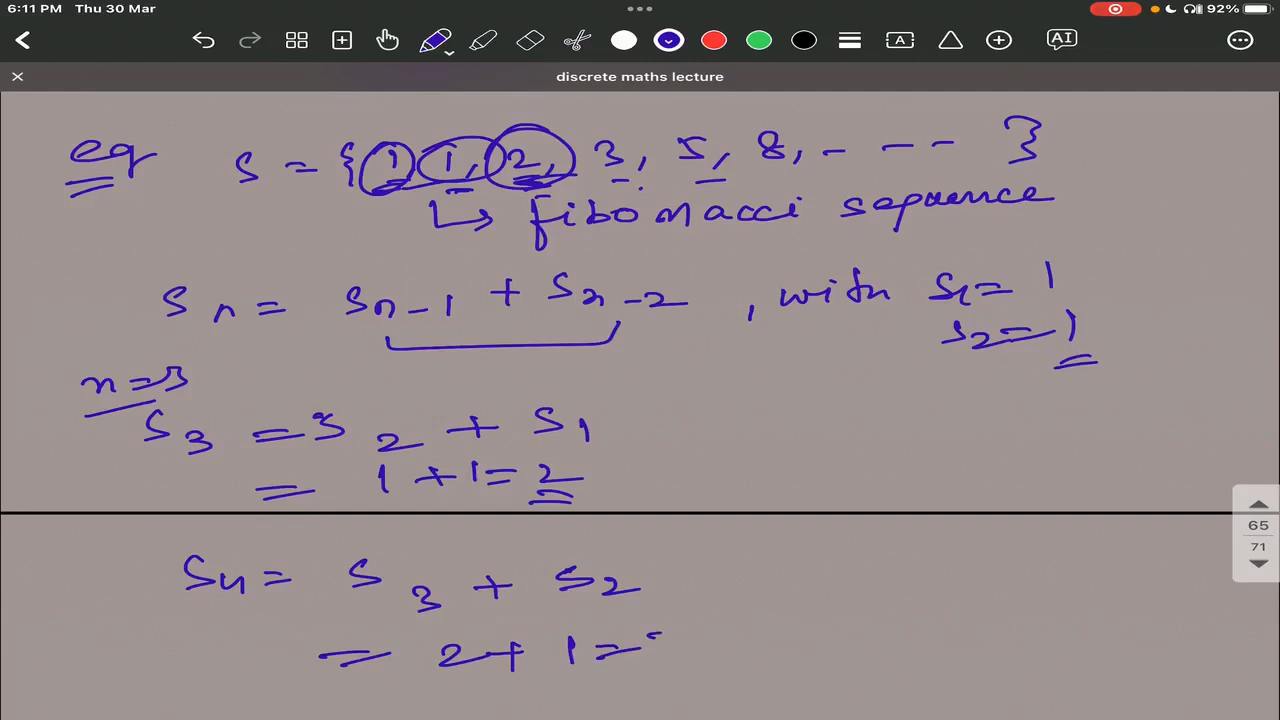 6:11 PM Thu 30 Mar
92%
A
AI
discrete maths lecture
eg S = {1, 1, 2, 3, 5, 8, - - - - }
↳ fibonacci sequence
Sn = Sn-1 + Sn-2 , with S1 = 1
S2 = 1
n = 3
S3 = S2 + S1
= 1 + 1 = 2
65
71
S4 = S3 + S2
= 2 + 1 =